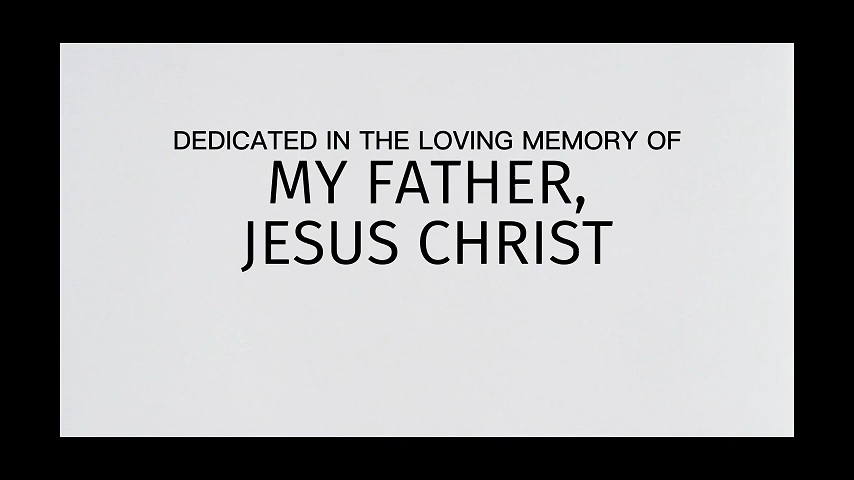 DEDICATED IN THE LOVING MEMORY OF
MY FATHER,
JESUS CHRIST